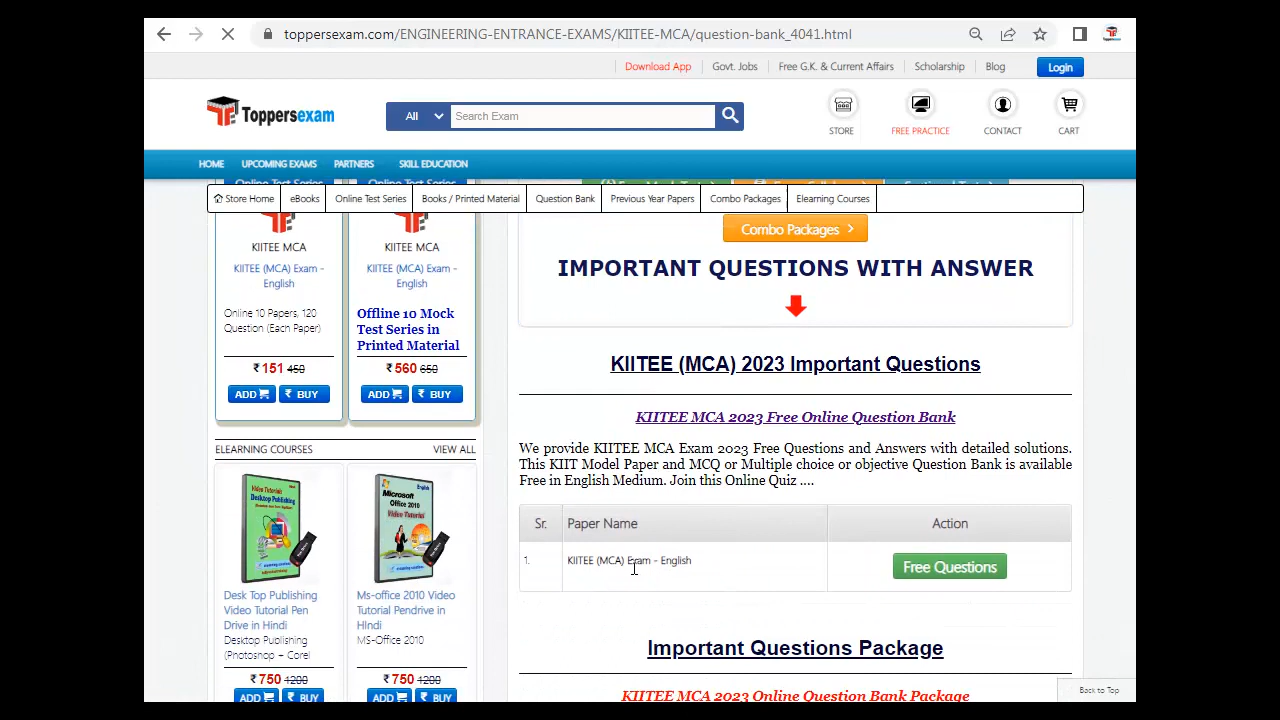 toppersexam.com/ENGINEERING-ENTRANCE-EXAMS/KIITEE-MCA/question-bank_4041.html
Download App
Govt. Jobs
Free G.K. & Current Affairs
Scholarship
Blog
Login
Toppersexam
All
Search Exam
STORE
FREE PRACTICE
CONTACT
CART
HOME
UPCOMING EXAMS
PARTNERS
SKILL EDUCATION
Store Home
eBooks
Online Test Series
Books / Printed Material
Question Bank
Previous Year Papers
Combo Packages
Elearning Courses
KIITEE MCA
KIITEE (MCA) Exam -
English
Online 10 Papers, 120
Question (Each Paper)
₹ 151 450
ADD
₹ BUY
KIITEE MCA
KIITEE (MCA) Exam -
English
Offline 10 Mock
Test Series in
Printed Material
₹ 560 650
ADD
₹ BUY
ELEARNING COURSES
VIEW ALL
Desk Top Publishing
Video Tutorial Pen
Drive in Hindi
Desktop Publishing
(Photosnop + Corel
₹ 750 1200
ADD
₹ BUY
Ms-office 2010 Video
Tutorial Pendrive in
HIndi
MS-Office 2010
₹ 750 1200
ADD
₹ BUY
Combo Packages
IMPORTANT QUESTIONS WITH ANSWER
KIITEE (MCA) 2023 Important Questions
KIITEE MCA 2023 Free Online Question Bank
We provide KIITEE MCA Exam 2023 Free Questions and Answers with detailed solutions.
This KIIT Model Paper and MCQ or Multiple choice or objective Question Bank is available
Free in English Medium. Join this Online Quiz ....
Sr.
Paper Name
Action
1.
KIITEE (MCA) Exam - English
Free Questions
Important Questions Package
KIITEE MCA 2023 Online Question Bank Package
Back to Top